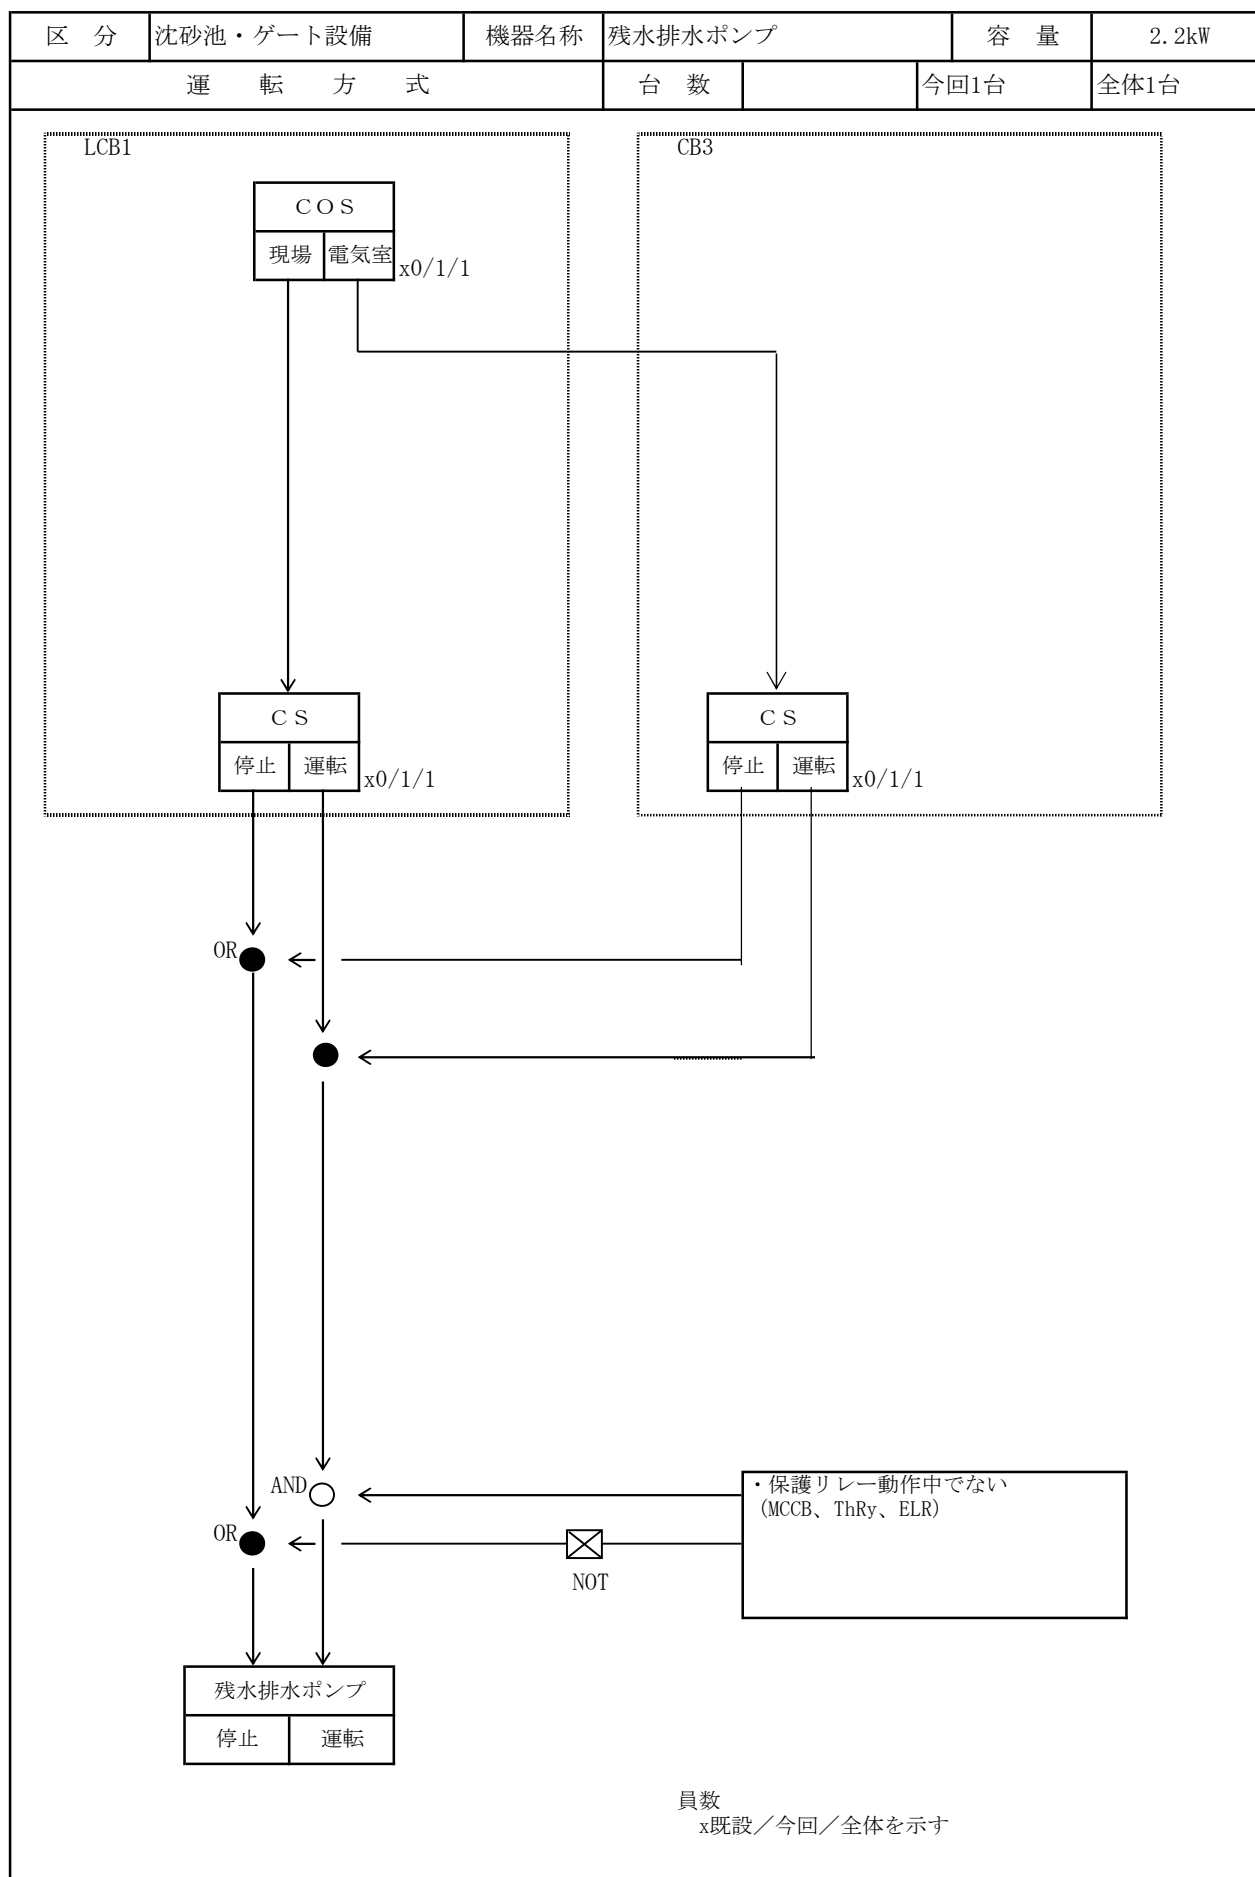 区　分　沈砂池・ゲート設備　機器名称　残水排水ポンプ　容　量　2.2kW
運　転　方　式　台　数　今回1台　全体1台
LCB1　CB3
ＣＯＳ
現場　電気室　x0/1/1
ＣＳ　ＣＳ
停止　運転　x0/1/1　停止　運転　x0/1/1
OR
AND
・保護リレー動作中でない
(MCCB、ThRy、ELR)
OR
NOT
残水排水ポンプ
停止　運転
員数
x既設／今回／全体を示す